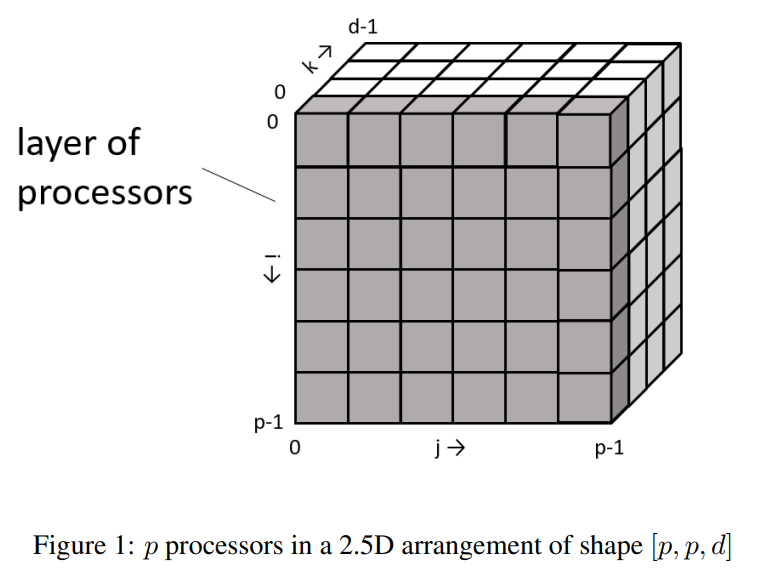 d-1
k →
0
0
layer of
processors
i →
p-1
0
j →
p-1
Figure 1: p processors in a 2.5D arrangement of shape [p, p, d]